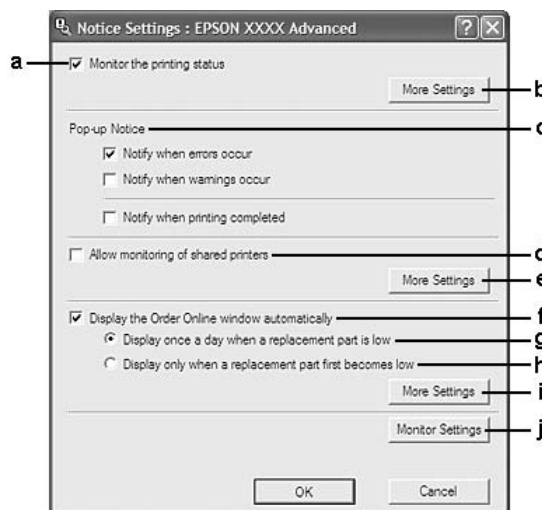 Notice Settings : EPSON XXXX Advanced
a
Monitor the printing status
More Settings
b
Pop-up Notice
c
Notify when errors occur
Notify when warnings occur
Notify when printing completed
Allow monitoring of shared printers
d
More Settings
e
Display the Order Online window automatically
f
Display once a day when a replacement part is low
g
Display only when a replacement part first becomes low
h
More Settings
i
Monitor Settings
j
OK
Cancel